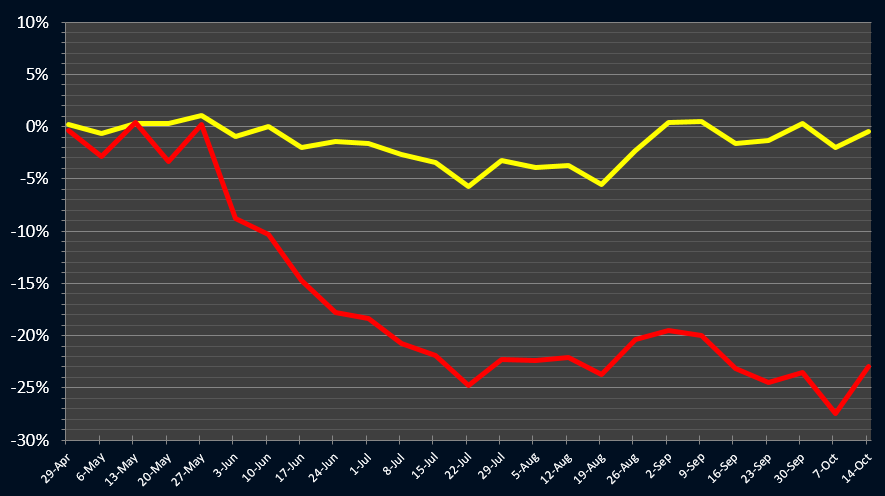 10%
5%
0%
-5%
-10%
-15%
-20%
-25%
-30%
29-Apr
6-May
13-May
20-May
27-May
3-Jun
10-Jun
17-Jun
24-Jun
1-Jul
8-Jul
15-Jul
22-Jul
29-Jul
5-Aug
12-Aug
19-Aug
26-Aug
2-Sep
9-Sep
16-Sep
23-Sep
30-Sep
7-Oct
14-Oct